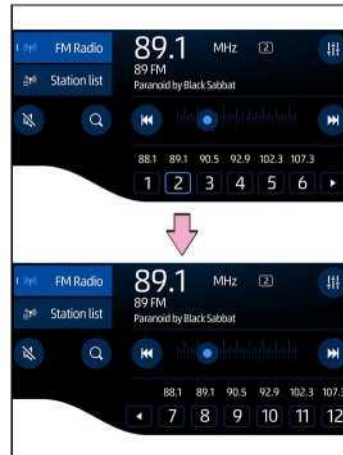 FM Radio
Station list
89.1 MHz 2
89 FM
Paranoid by Black Sabbat
88.1 89.1 90.5 92.9 102.3 107.3
1 2 3 4 5 6
FM Radio
Station list
89.1 MHz 2
89 FM
Paranoid by Black Sabbat
88.1 89.1 90.5 92.9 102.3 107.3
7 8 9 10 11 12